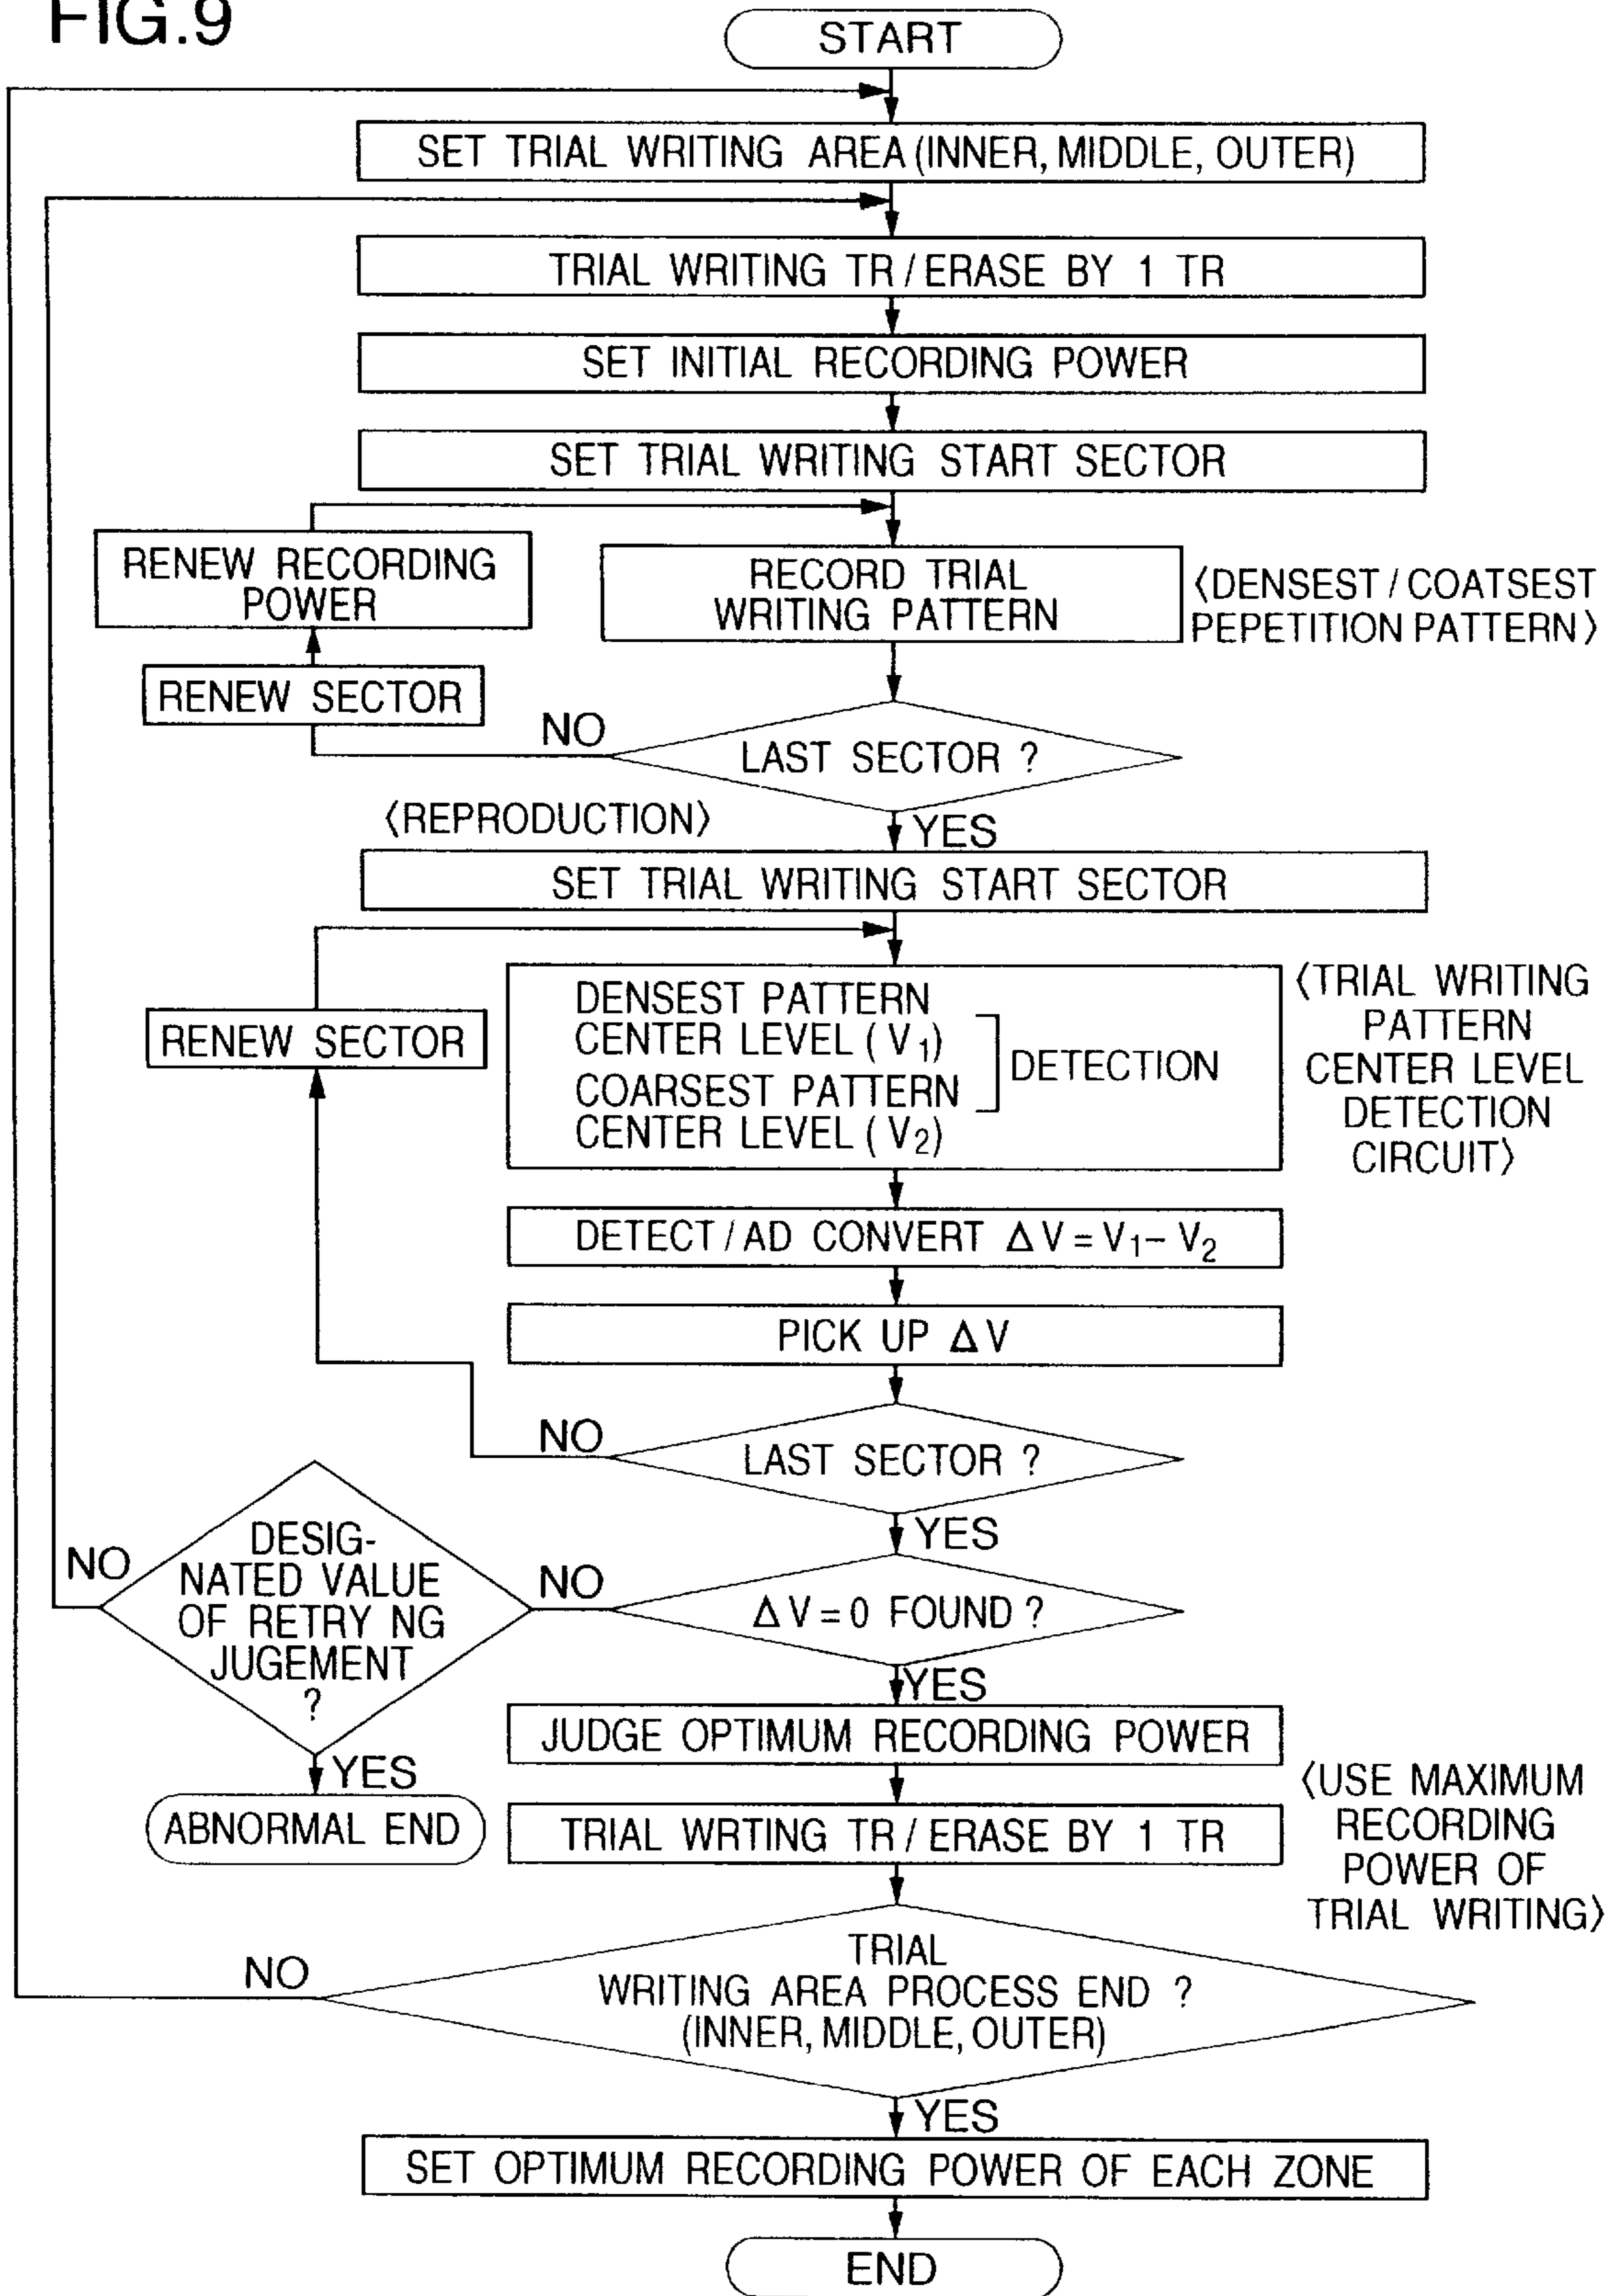 FIG.9
START
SET TRIAL WRITING AREA (INNER, MIDDLE, OUTER)
TRIAL WRITING TR / ERASE BY 1 TR
SET INITIAL RECORDING POWER
SET TRIAL WRITING START SECTOR
RENEW RECORDING
POWER
RECORD TRIAL
WRITING PATTERN
〈DENSEST / COATSEST
PEPETITION PATTERN〉
RENEW SECTOR
NO
LAST SECTOR ?
〈REPRODUCTION〉
YES
SET TRIAL WRITING START SECTOR
RENEW SECTOR
DENSEST PATTERN
CENTER LEVEL ( V₁)
COARSEST PATTERN
CENTER LEVEL ( V₂)
DETECTION
〈TRIAL WRITING
PATTERN
CENTER LEVEL
DETECTION
CIRCUIT〉
DETECT / AD CONVERT ΔV = V₁− V₂
PICK UP ΔV
NO
LAST SECTOR ?
YES
NO
DESIG-
NATED VALUE
OF RETRY NG
JUGEMENT
?
NO
ΔV = 0 FOUND ?
YES
YES
JUDGE OPTIMUM RECORDING POWER
ABNORMAL END
TRIAL WRTING TR / ERASE BY 1 TR
〈USE MAXIMUM
RECORDING
POWER OF
TRIAL WRITING〉
NO
TRIAL
WRITING AREA PROCESS END ?
(INNER, MIDDLE, OUTER)
YES
SET OPTIMUM RECORDING POWER OF EACH ZONE
END